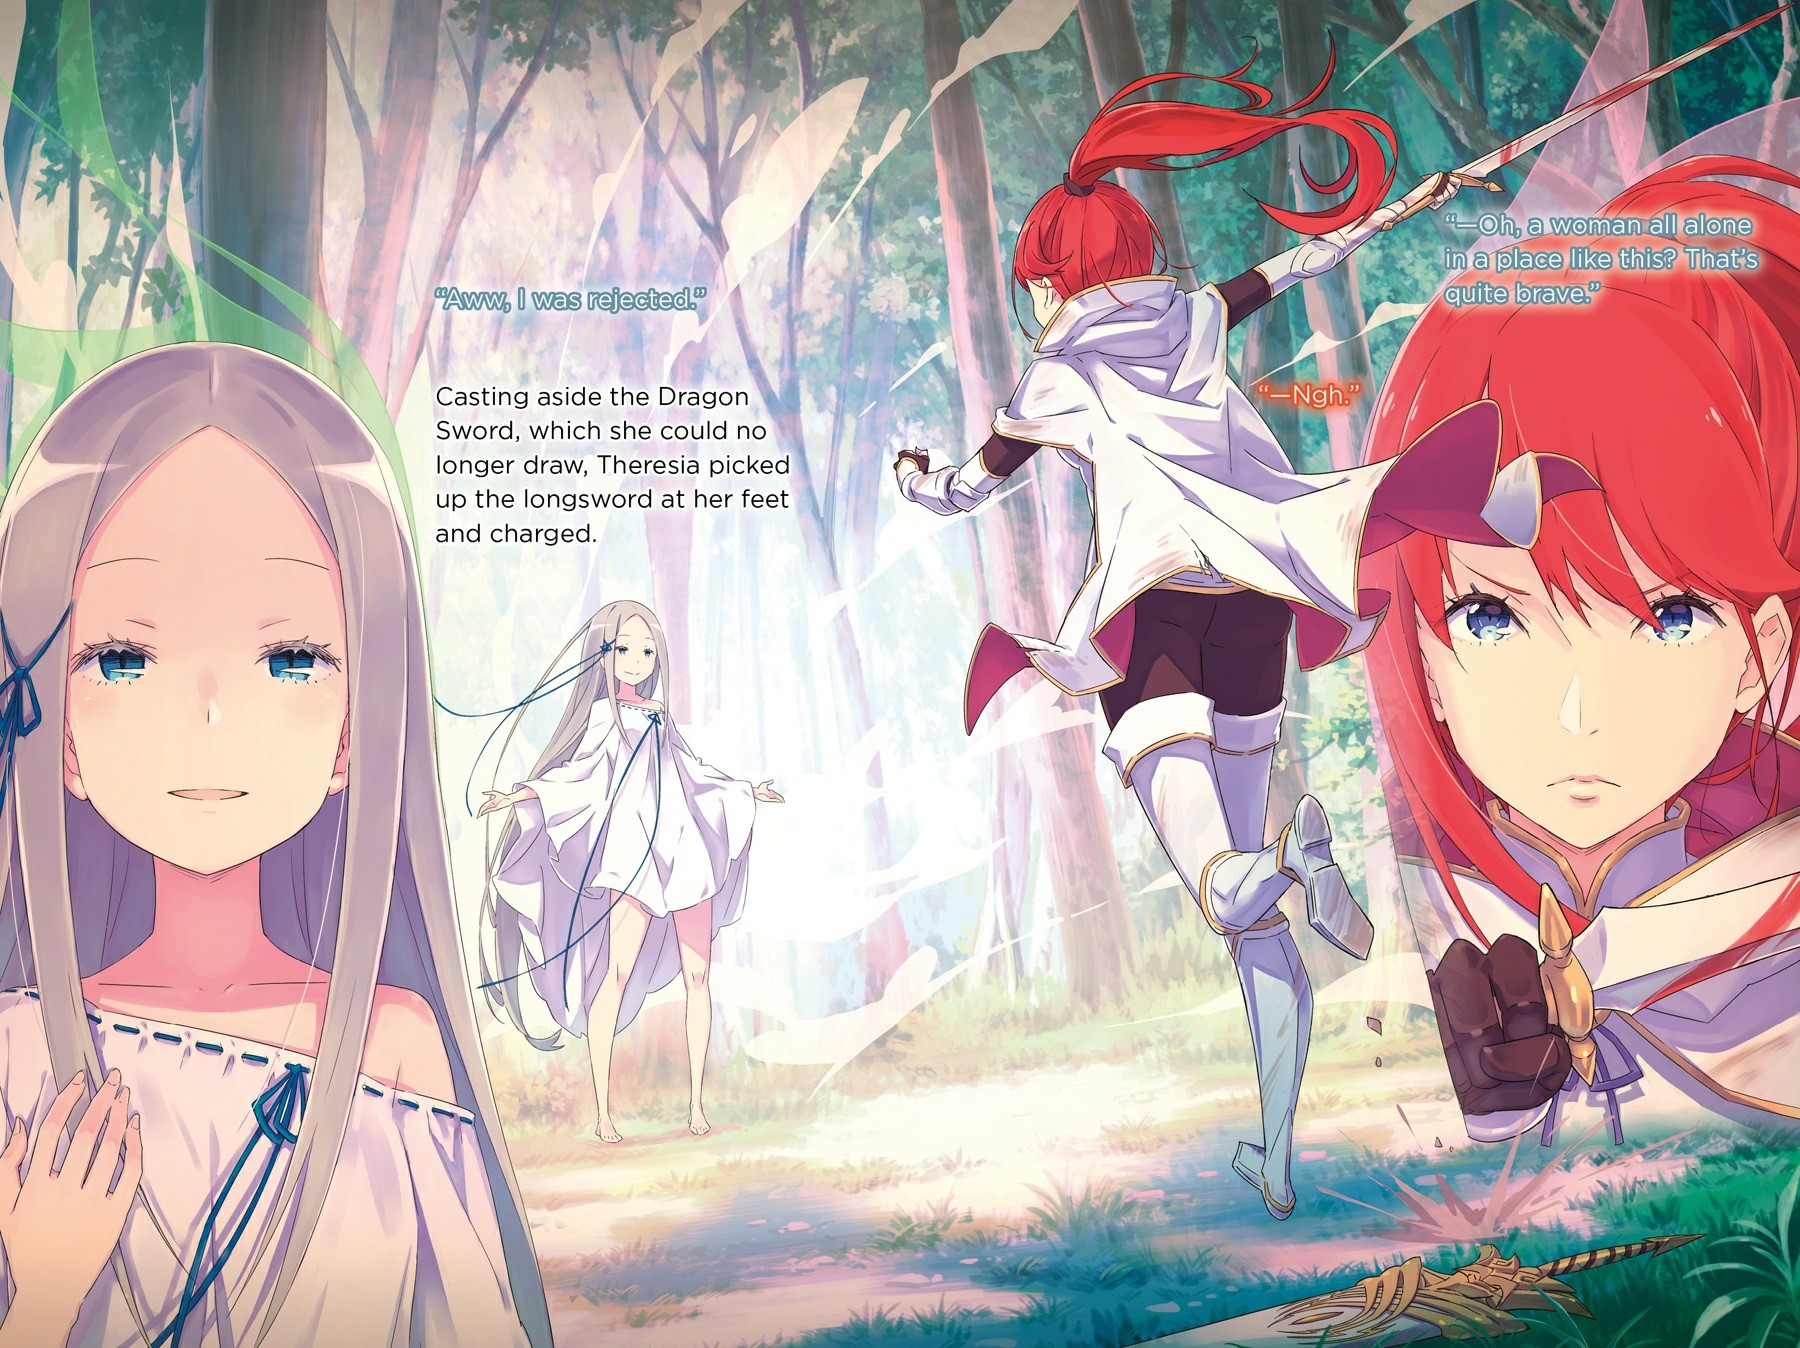 “—Oh, a woman all alone
in a place like this? That’s
quite brave.”
“—Ngh.”
“Aww, I was rejected.”
Casting aside the Dragon
Sword, which she could no
longer draw, Theresia picked
up the longsword at her feet
and charged.